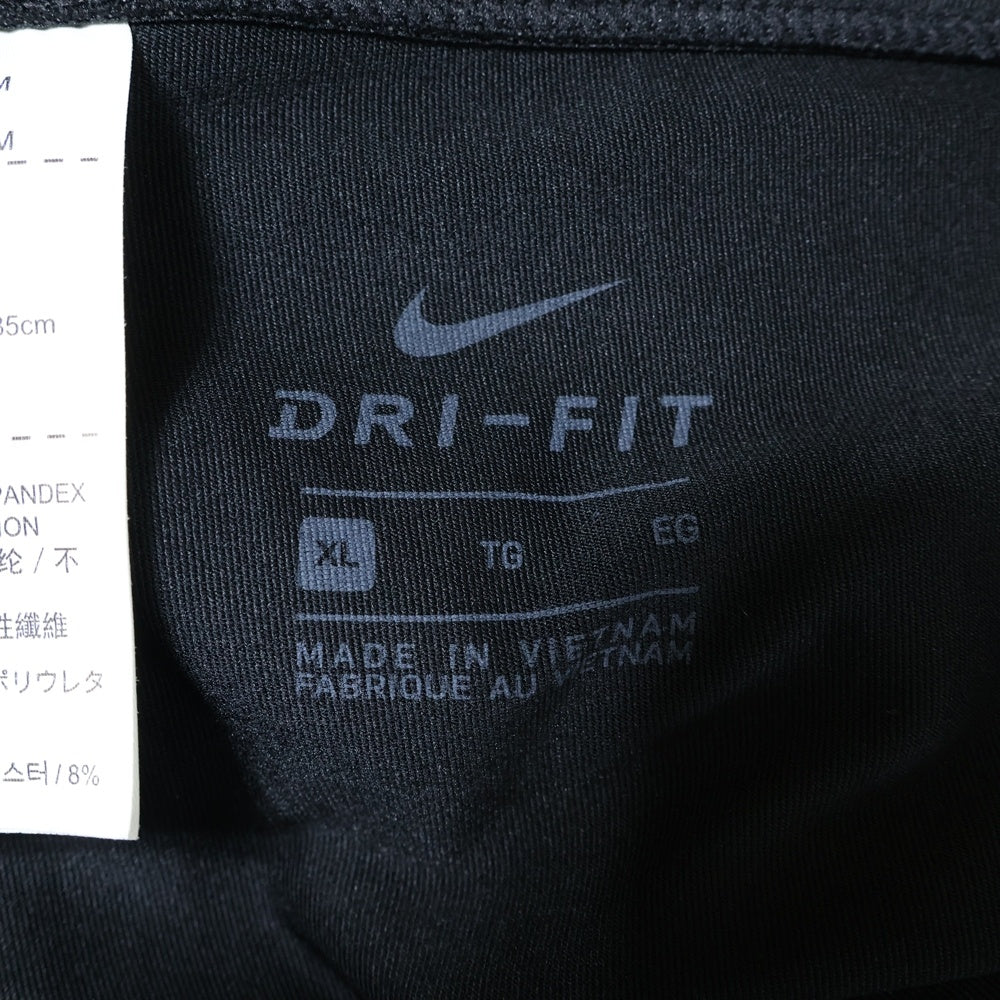 M
M
35cm
PANDEX
ION
纶 / 不
性纖維
ポリウレタ
스터 / 8%
DRI-FIT
XL TG EG
MADE IN VIETNAM
FABRIQUE AU VIETNAM